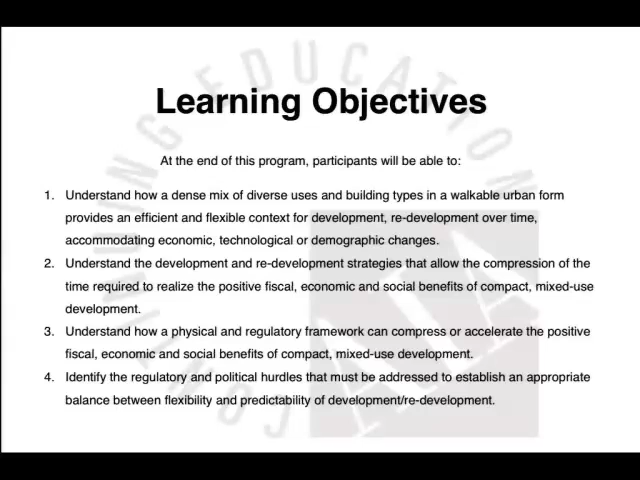 Learning Objectives
At the end of this program, participants will be able to:
1. Understand how a dense mix of diverse uses and building types in a walkable urban form
provides an efficient and flexible context for development, re-development over time,
accommodating economic, technological or demographic changes.
2. Understand the development and re-development strategies that allow the compression of the
time required to realize the positive fiscal, economic and social benefits of compact, mixed-use
development.
3. Understand how a physical and regulatory framework can compress or accelerate the positive
fiscal, economic and social benefits of compact, mixed-use development.
4. Identify the regulatory and political hurdles that must be addressed to establish an appropriate
balance between flexibility and predictability of development/re-development.
CONTINUING EDUCATION
AIA